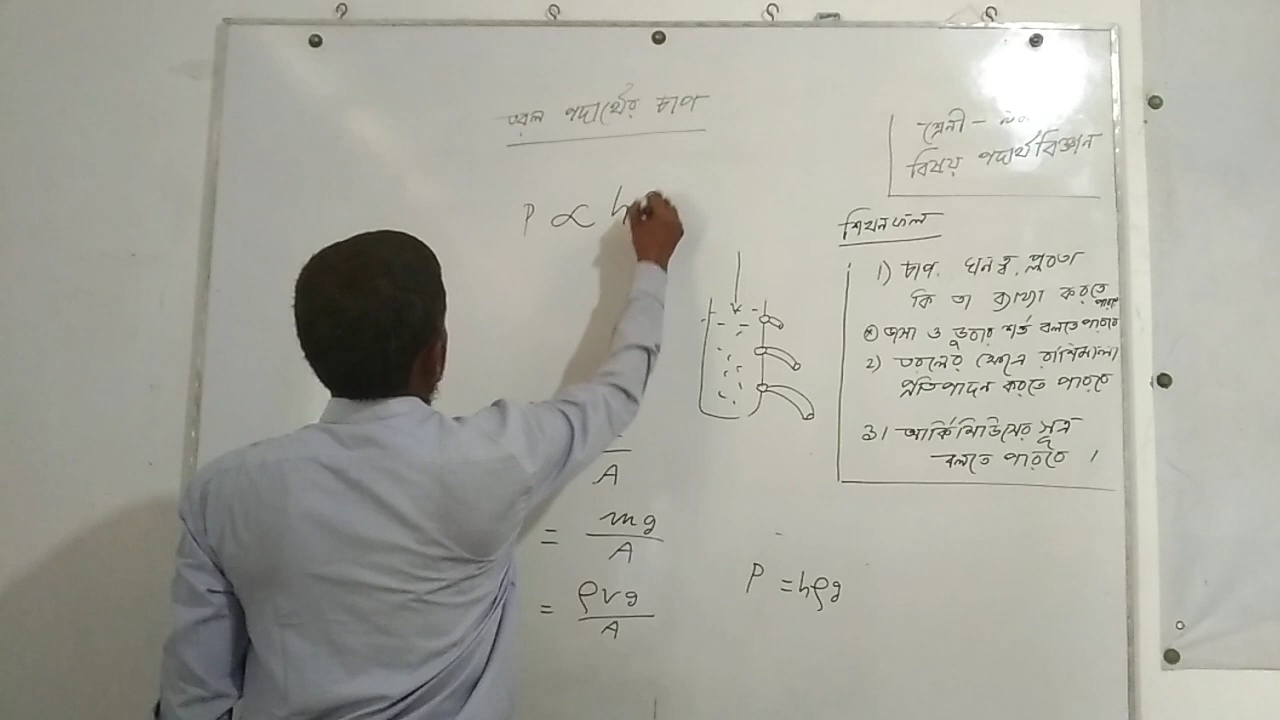 তরল পদার্থের চাপ
শ্রেনী -
বিষয় পদার্থবিজ্ঞান
P ∝ h
শিখনফল
1) চাপ, ঘনত্ব, প্লবতা
কি তা ব্যাখ্যা করতে পারবে
ভাসা ও ডুবার শর্ত বলতে পারবে
2) তরলের ক্ষেত্রে রাশিমালা
প্রতিপাদন করতে পারবে
৩। আর্কিমিডিসের সূত্র
বলতে পারবে ।
A
= mg
A
= ρvg
A
P = hρg